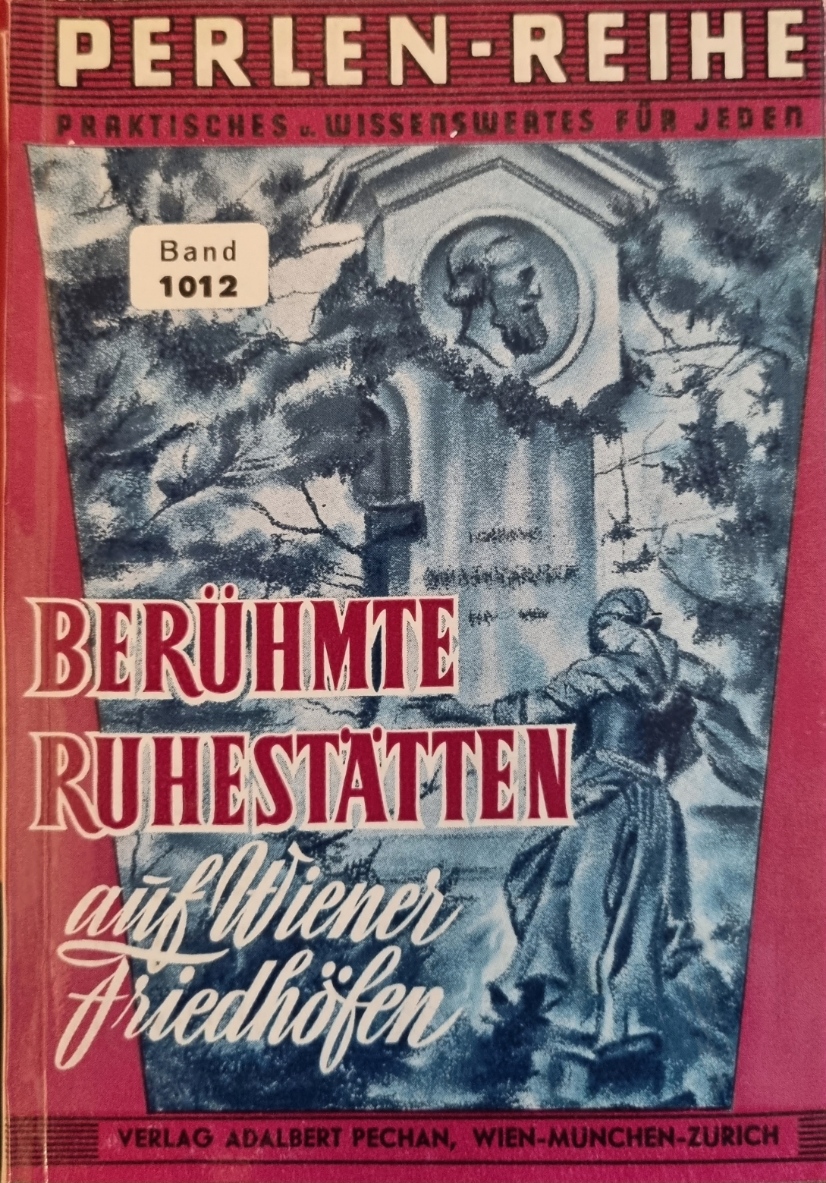 PERLEN-REIHE
PRAKTISCHES u. WISSENSWERTES FÜR JEDEN
Band
1012
BERÜHMTE
RUHESTÄTTEN
auf Wiener
Friedhöfen
VERLAG ADALBERT PECHAN, WIEN-MÜNCHEN-ZÜRICH